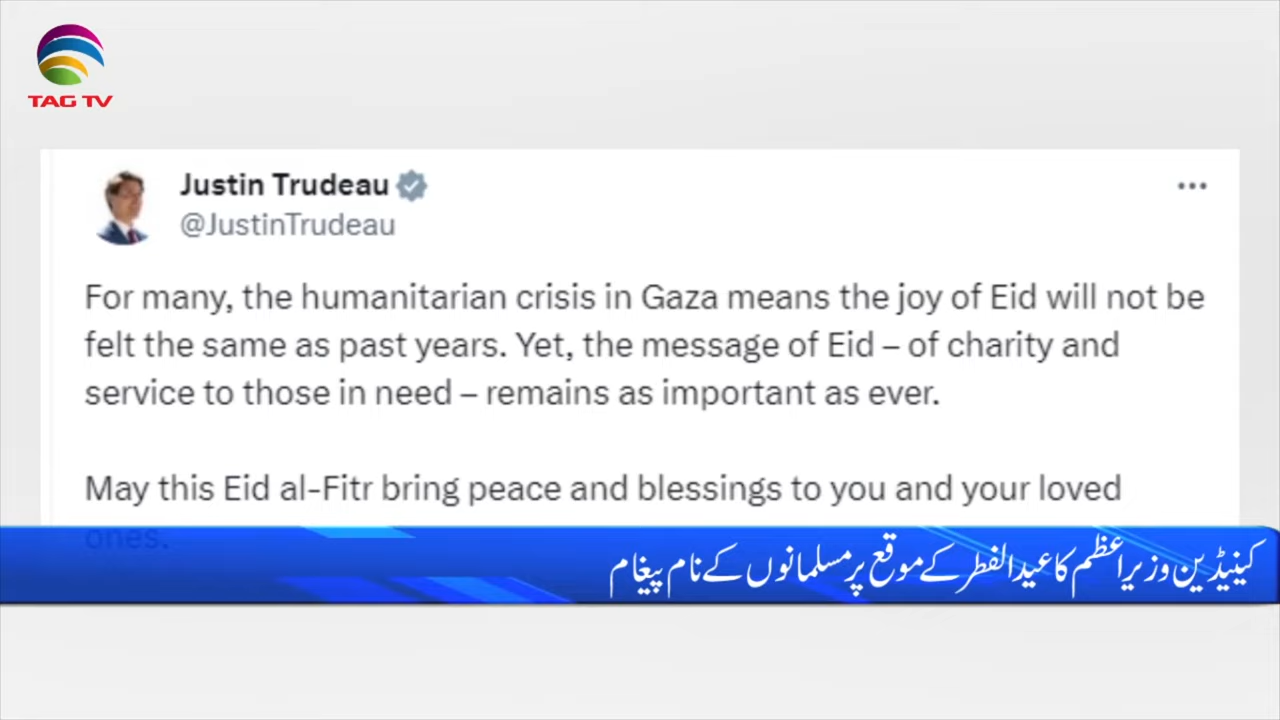 TAG TV
Justin Trudeau
@JustinTrudeau
For many, the humanitarian crisis in Gaza means the joy of Eid will not be
felt the same as past years. Yet, the message of Eid – of charity and
service to those in need – remains as important as ever.
May this Eid al-Fitr bring peace and blessings to you and your loved
ones.
کینیڈین وزیراعظم کا عیدالفطر کے موقع پر مسلمانوں کے نام پیغام